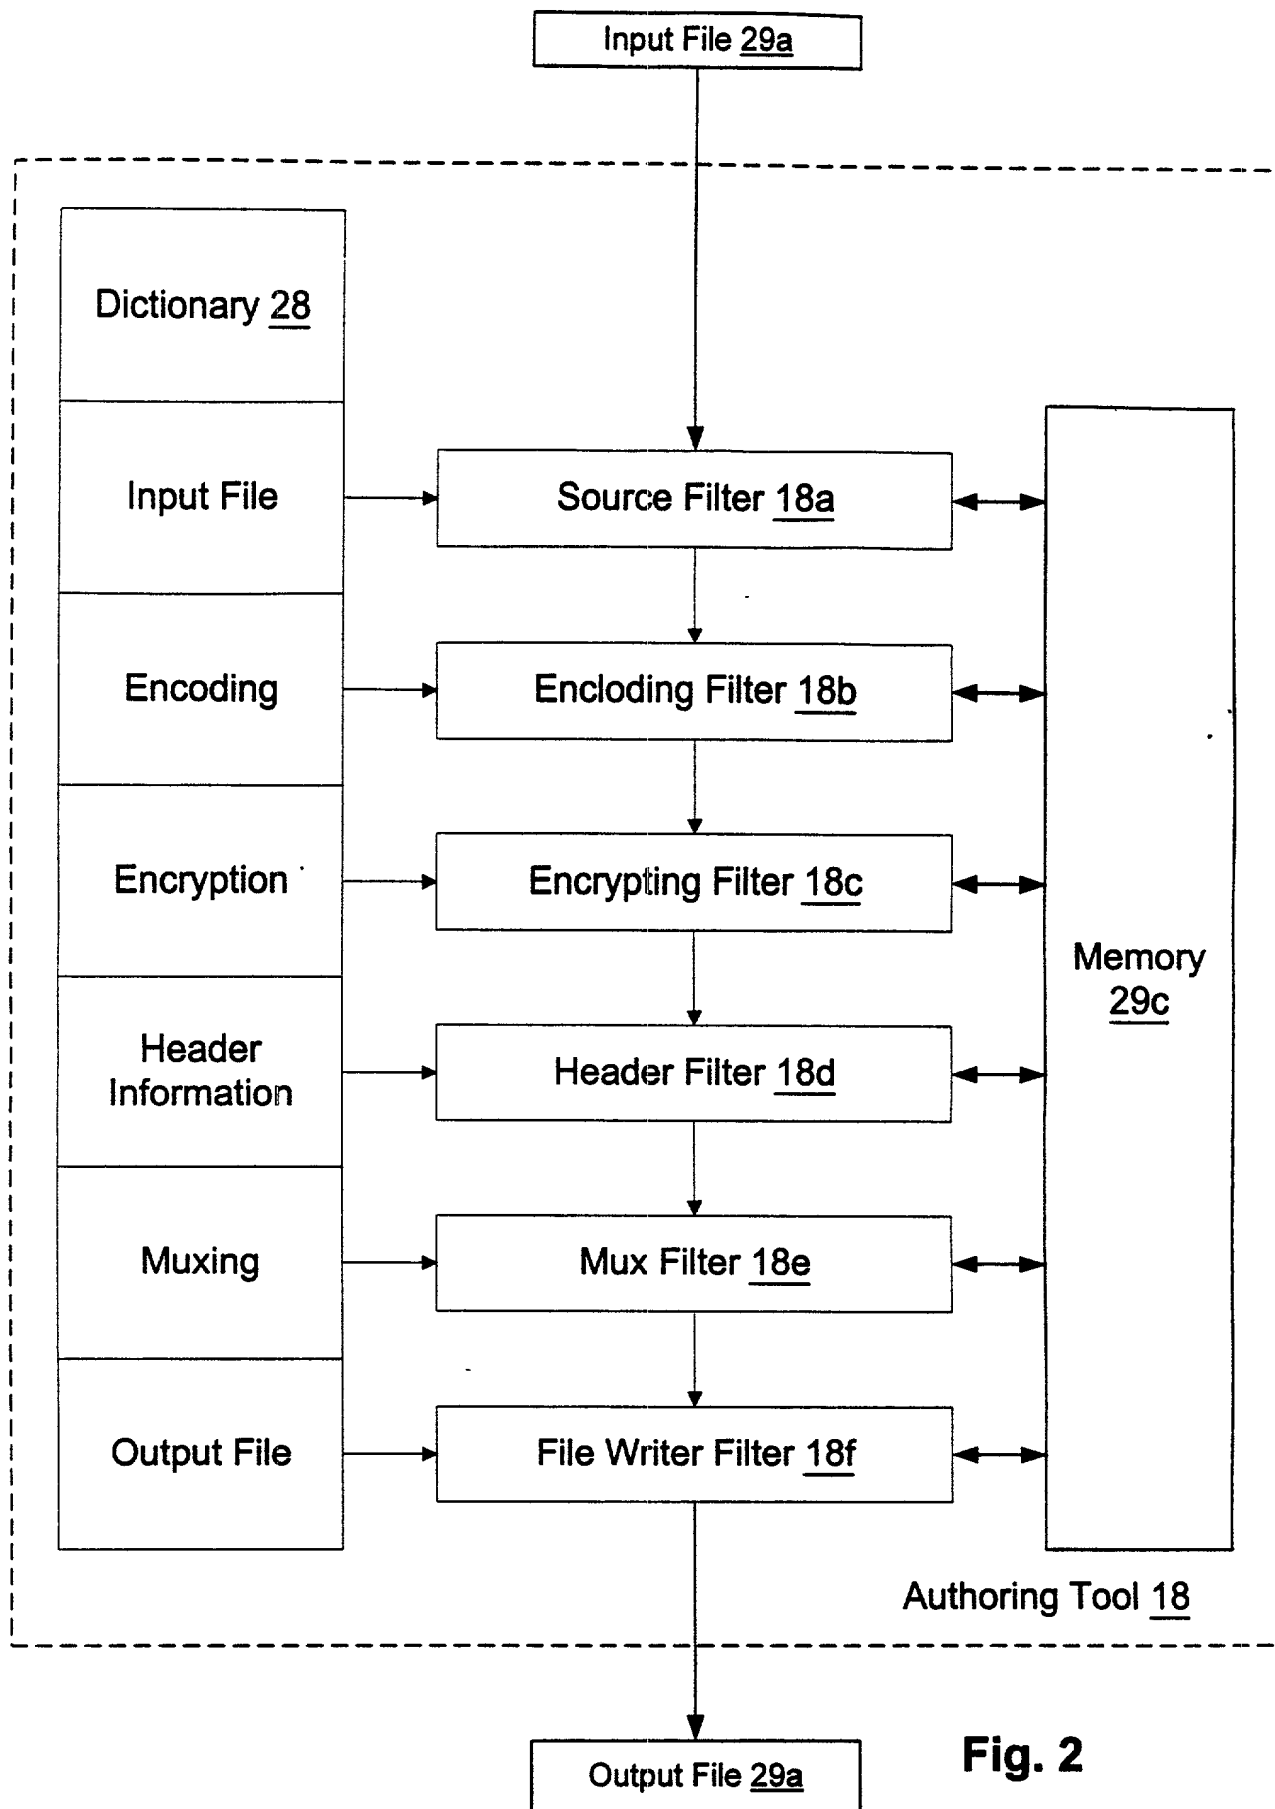 Input File 29a
Dictionary 28
Input File
Source Filter 18a
Encoding
Encloding Filter 18b
Encryption
Encrypting Filter 18c
Memory
29c
Header
Information
Header Filter 18d
Muxing
Mux Filter 18e
Output File
File Writer Filter 18f
Authoring Tool 18
Output File 29a
Fig. 2